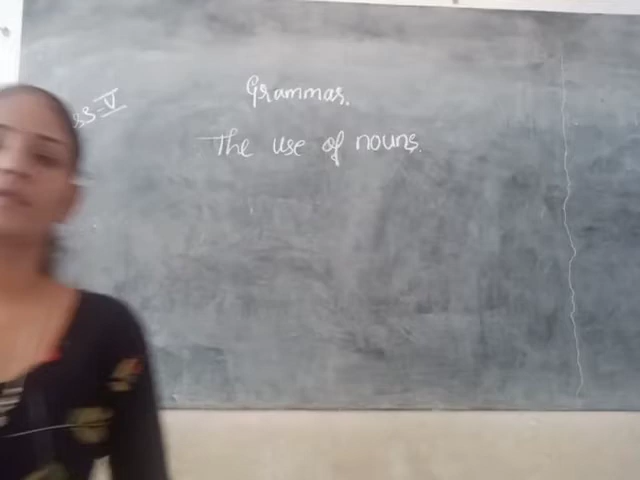 ss-V
Grammar.
The use of nouns.